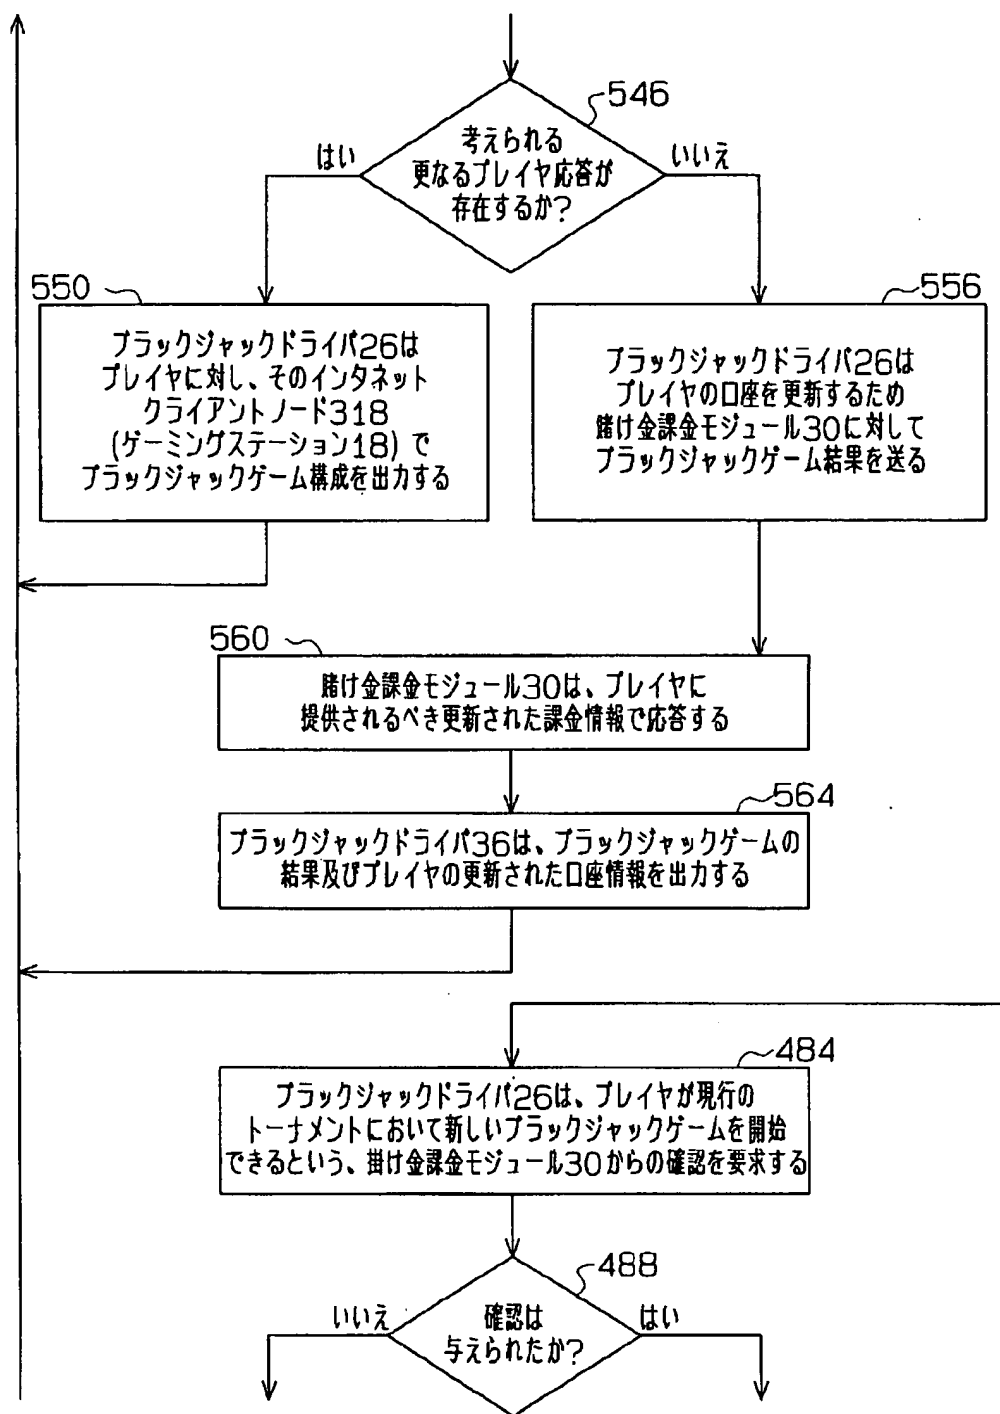 546
考えられる
更なるプレイヤ応答が
存在するか?
はい
いいえ
550
ブラックジャックドライバ26は
プレイヤに対し、そのインタネット
クライアントノード318
(ゲーミングステーション18)で
ブラックジャックゲーム構成を出力する
556
ブラックジャックドライバ26は
プレイヤの口座を更新するため
賭け金課金モジュール30に対して
ブラックジャックゲーム結果を送る
560
賭け金課金モジュール30は、プレイヤに
提供されるべき更新された課金情報で応答する
564
ブラックジャックドライバ36は、ブラックジャックゲームの
結果及びプレイヤの更新された口座情報を出力する
484
ブラックジャックドライバ26は、プレイヤが現行の
トーナメントにおいて新しいブラックジャックゲームを開始
できるという、掛け金課金モジュール30からの確認を要求する
488
確認は
与えられたか?
いいえ
はい